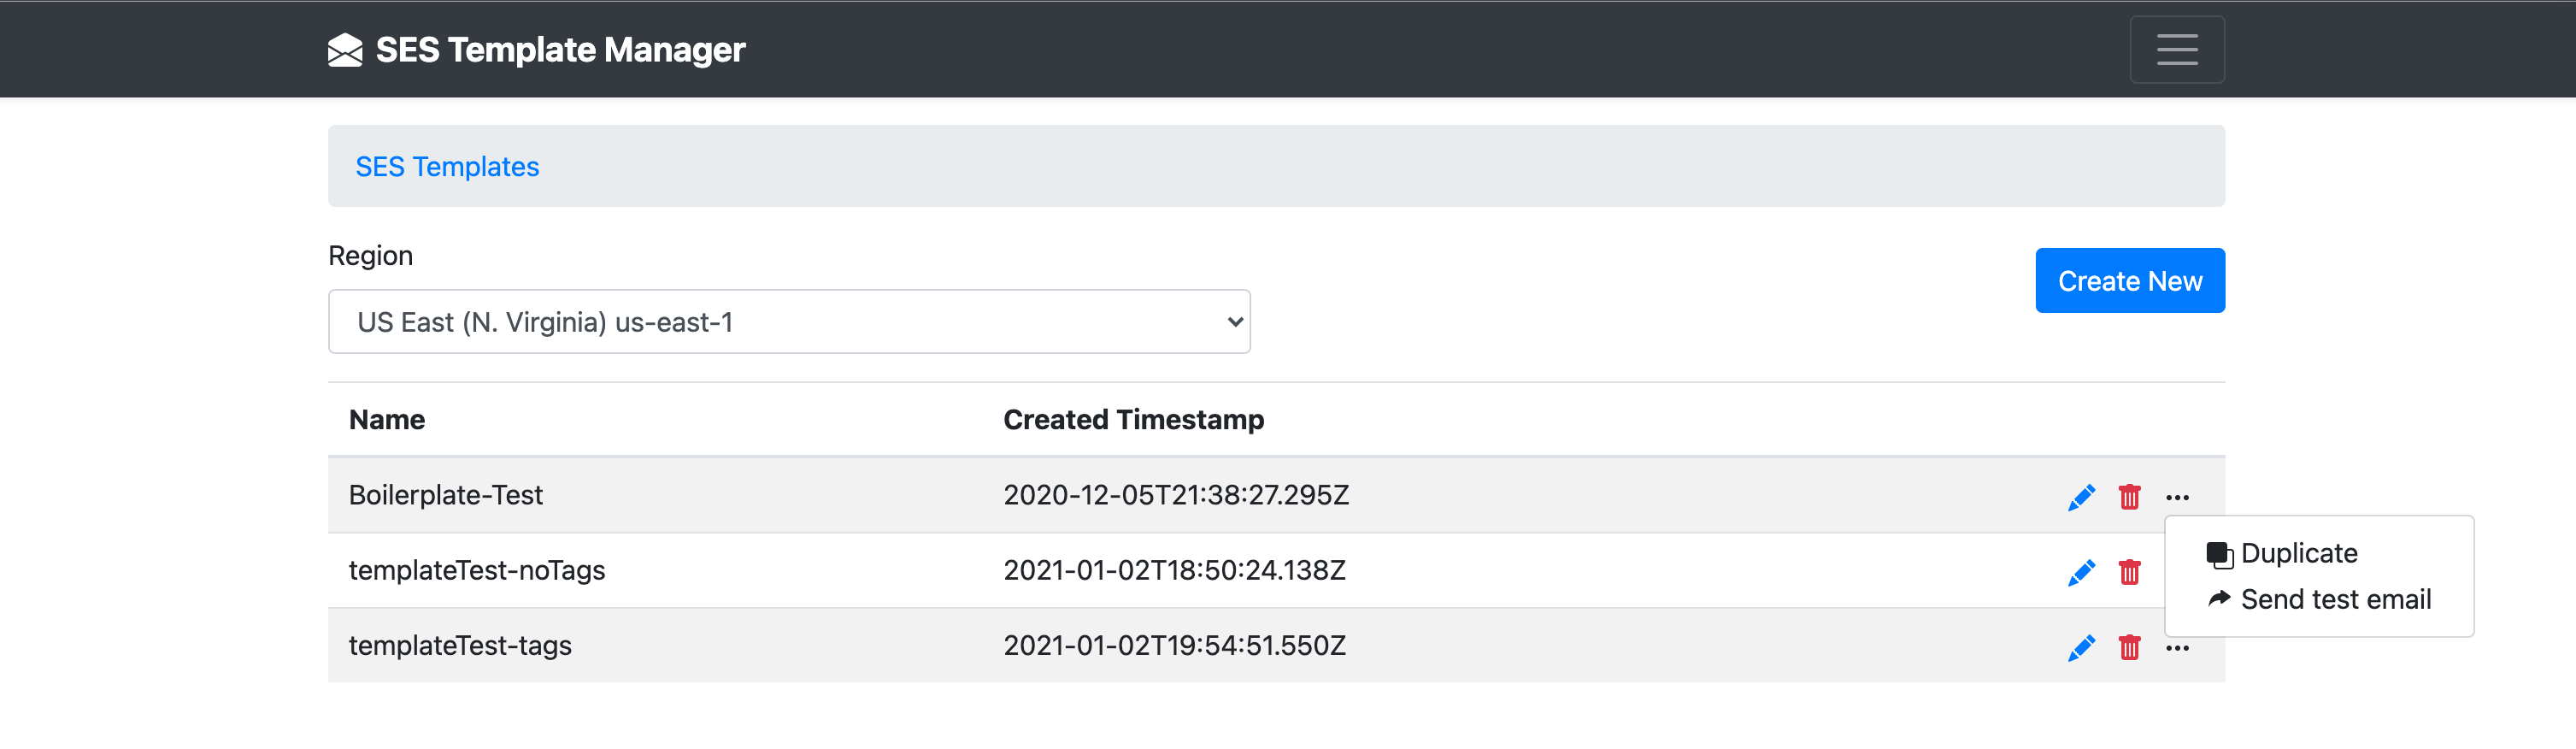 SES Template Manager
SES Templates
Region
Create New
US East (N. Virginia) us-east-1
Name Created Timestamp
Boilerplate-Test 2020-12-05T21:38:27.295Z
Duplicate
templateTest-noTags 2021-01-02T18:50:24.138Z
Send test email
templateTest-tags 2021-01-02T19:54:51.550Z